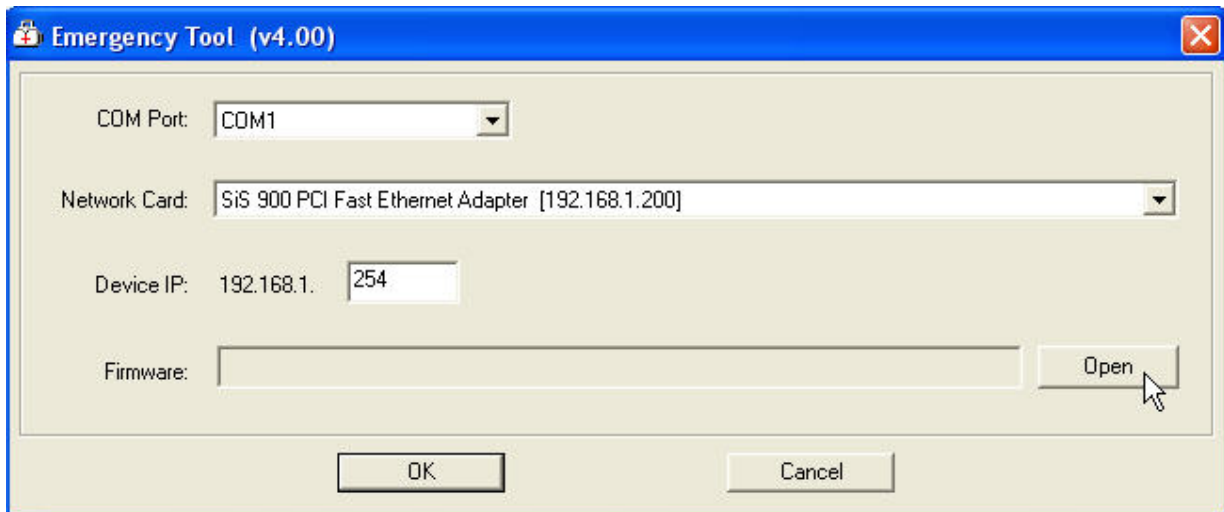 Emergency Tool (v4.00)
COM Port: COM1
Network Card: SiS 900 PCI Fast Ethernet Adapter [192.168.1.200]
Device IP: 192.168.1. 254
Firmware: Open
OK Cancel